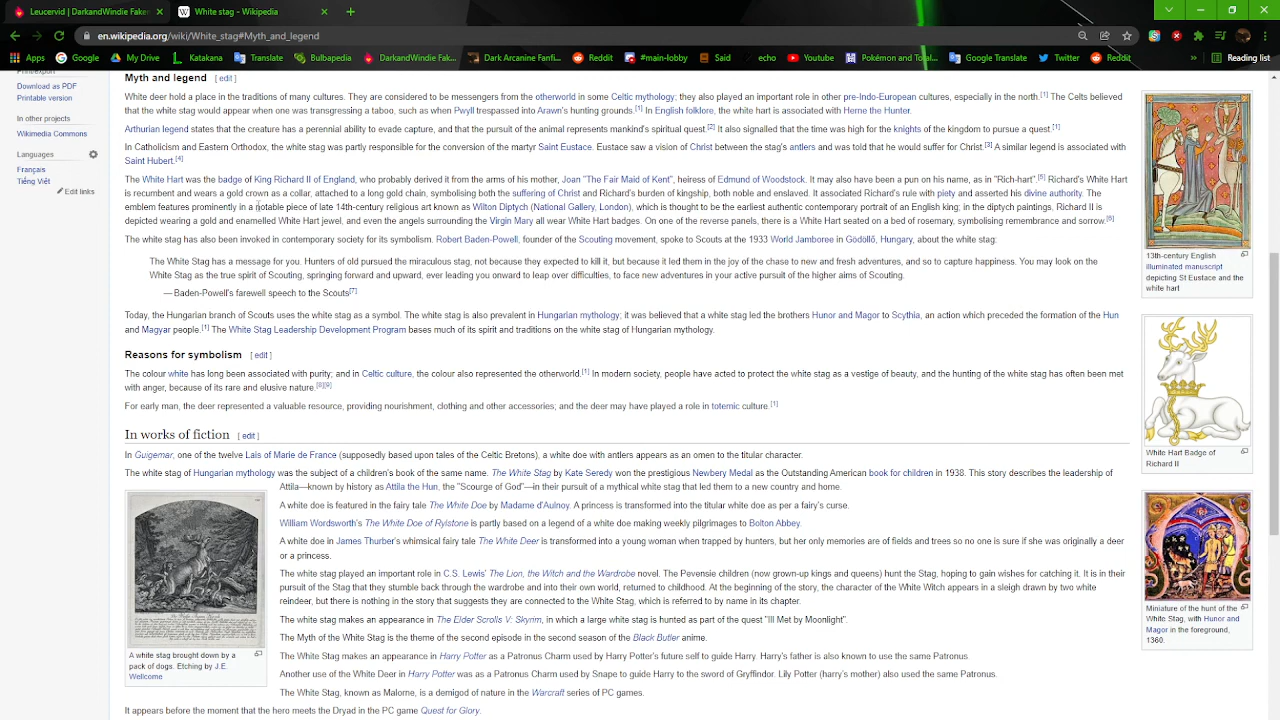 Leucervid | DarkandWindie Fake
White stag - Wikipedia
en.wikipedia.org/wiki/White_stag#Myth_and_legend
Apps Google My Drive Katakana Bulbapedia DarkandWindie Fak... Dark Arcanine Fanli... Reddit #main-lobby Said YouTube Pokémon and Total... Google Translate Twitter Reddit » Reading list
Print/export
Download as PDF
Printable version
In other projects
Wikimedia Commons
Languages
Français
Tiếng Việt
Edit links
Myth and legend [ edit ]
White deer hold a place in the traditions of many cultures. They are considered to be messengers from the otherworld in some Celtic mythology; they also played an important role in other pre-Indo-European cultures, especially in the north.[1] The Celts believed
that the white stag would appear when one was transgressing a taboo, such as when Pwyll trespassed into Arawn's hunting grounds.[1] In English folklore, the white hart is associated with Herne the Hunter.
Arthurian legend states that the creature has a perennial ability to evade capture, and that the pursuit of the animal represents mankind's spiritual quest.[2] It also signalled that the time was high for the knights of the kingdom to pursue a quest.[1]
In Catholicism and Eastern Orthodox, the white stag was partly responsible for the conversion of the martyr Saint Eustace. Eustace saw a vision of Christ between the stag's antlers and was told that he would suffer for Christ.[3] A similar legend is associated with
Saint Hubert.[4]
The White Hart was the badge of King Richard II of England, who probably derived it from the arms of his mother, Joan "The Fair Maid of Kent", heiress of Edmund of Woodstock. It may also have been a pun on his name, as in "Rich-hart".[5] Richard's White Hart
is recumbent and wears a gold crown as a collar, attached to a long gold chain, symbolising both the suffering of Christ and Richard's burden of kingship, both noble and enslaved. It associated Richard's rule with piety and asserted his divine authority. The
emblem features prominently in a notable piece of late 14th-century religious art known as Wilton Diptych (National Gallery, London), which is thought to be the earliest authentic contemporary portrait of an English king; in the diptych paintings, Richard II is
depicted wearing a gold and enamelled White Hart jewel, and even the angels surrounding the Virgin Mary all wear White Hart badges. On one of the reverse panels, there is a White Hart seated on a bed of rosemary, symbolising remembrance and sorrow.[6]
The white stag has also been invoked in contemporary society for its symbolism. Robert Baden-Powell, founder of the Scouting movement, spoke to Scouts at the 1933 World Jamboree in Gödöllő, Hungary, about the white stag:
The White Stag has a message for you. Hunters of old pursued the miraculous stag, not because they expected to kill it, but because it led them in the joy of the chase to new and fresh adventures, and so to capture happiness. You may look on the
White Stag as the true spirit of Scouting, springing forward and upward, ever leading you onward to leap over difficulties, to face new adventures in your active pursuit of the higher aims of Scouting.
— Baden-Powell's farewell speech to the Scouts[7]
Today, the Hungarian branch of Scouts uses the white stag as a symbol. The white stag is also prevalent in Hungarian mythology; it was believed that a white stag led the brothers Hunor and Magor to Scythia, an action which preceded the formation of the Hun
and Magyar people.[1] The White Stag Leadership Development Program bases much of its spirit and traditions on the white stag of Hungarian mythology.
Reasons for symbolism [ edit ]
The colour white has long been associated with purity; and in Celtic culture, the colour also represented the otherworld.[1] In modern society, people have acted to protect the white stag as a vestige of beauty, and the hunting of the white stag has often been met
with anger, because of its rare and elusive nature.[8][9]
For early man, the deer represented a valuable resource, providing nourishment, clothing and other accessories; and the deer may have played a role in totemic culture.[1]
In works of fiction [ edit ]
In Guigemar, one of the twelve Lais of Marie de France (supposedly based upon tales of the Celtic Bretons), a white doe with antlers appears as an omen to the titular character.
The white stag of Hungarian mythology was the subject of a children's book of the same name. The White Stag by Kate Seredy won the prestigious Newbery Medal as the Outstanding American book for children in 1938. This story describes the leadership of
Attila—known by history as Attila the Hun, the "Scourge of God"—in their pursuit of a mythical white stag that led them to a new country and home.
A white doe is featured in the fairy tale The White Doe by Madame d'Aulnoy. A princess is transformed into the titular white doe as per a fairy's curse.
William Wordsworth's The White Doe of Rylstone is partly based on a legend of a white doe making weekly pilgrimages to Bolton Abbey.
A white doe in James Thurber's whimsical fairy tale The White Deer is transformed into a young woman when trapped by hunters, but her only memories are of fields and trees so no one is sure if she was originally a deer
or a princess.
The white stag played an important role in C.S. Lewis' The Lion, the Witch and the Wardrobe novel. The Pevensie children (now grown-up kings and queens) hunt the Stag, hoping to gain wishes for catching it. It is in their
pursuit of the Stag that they stumble back through the wardrobe and into their own world, returned to childhood. At the beginning of the story, the character of the White Witch appears in a sleigh drawn by two white
reindeer, but there is nothing in the story that suggests they are connected to the White Stag, which is referred to by name in its chapter.
The white stag makes an appearance in The Elder Scrolls V: Skyrim, in which a large white stag is hunted as part of the quest "Ill Met by Moonlight".
The Myth of the White Stag is the theme of second episode in the second season of the Black Butler anime.
The White Stag makes an appearance in Harry Potter as a Patronus Charm used by Harry Potter's future self to guide Harry. Harry's father is also known to use the same Patronus.
Another use of the White Deer in Harry Potter was as a Patronus Charm used by Snape to guide Harry to the sword of Gryffindor. Lily Potter (harry's mother) also used the same Patronus.
The White Stag, known as Malorne, is a demigod of nature in the Warcraft series of PC games.
It appears before the moment that the hero meets the Dryad in the PC game Quest for Glory.
A white stag brought down by a
pack of dogs. Etching by J.E.
Wellcome
13th-century English
illuminated manuscript
depicting St Eustace and the
white hart
White Hart Badge of
Richard II
Miniature of the hunt of the
White Stag, with Hunor and
Magor in the foreground,
1360.